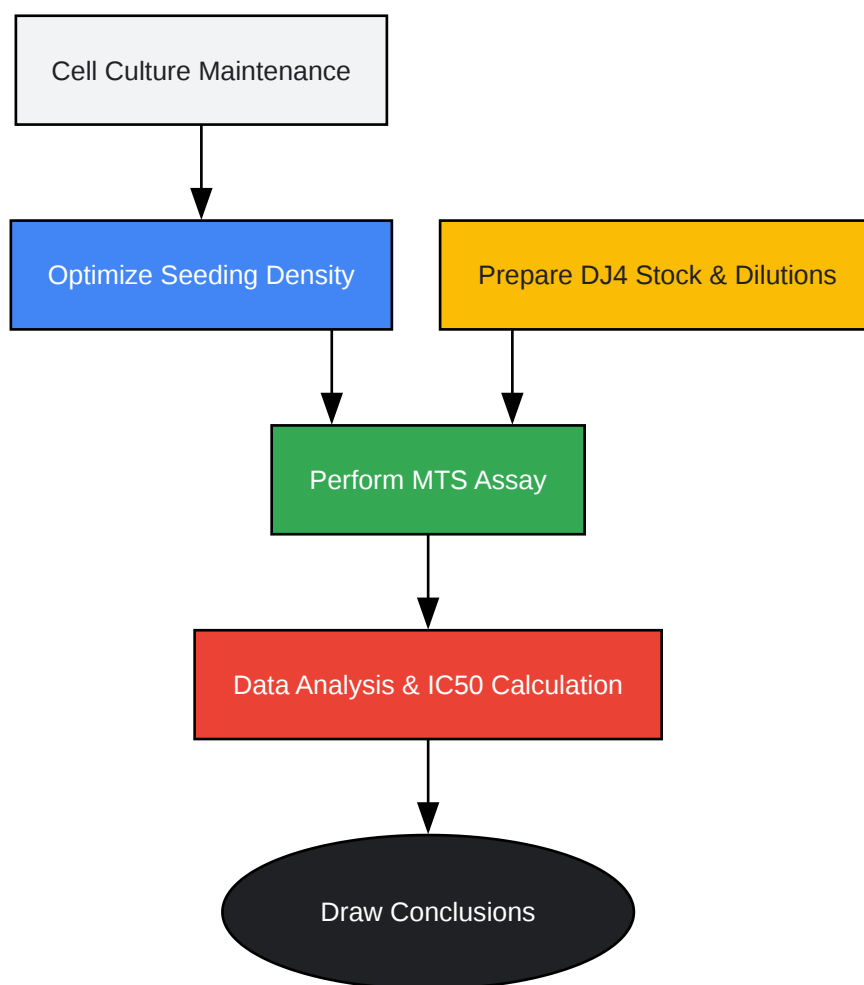 Cell Culture Maintenance
Optimize Seeding Density
Prepare DJ4 Stock & Dilutions
Perform MTS Assay
Data Analysis & IC50 Calculation
Draw Conclusions